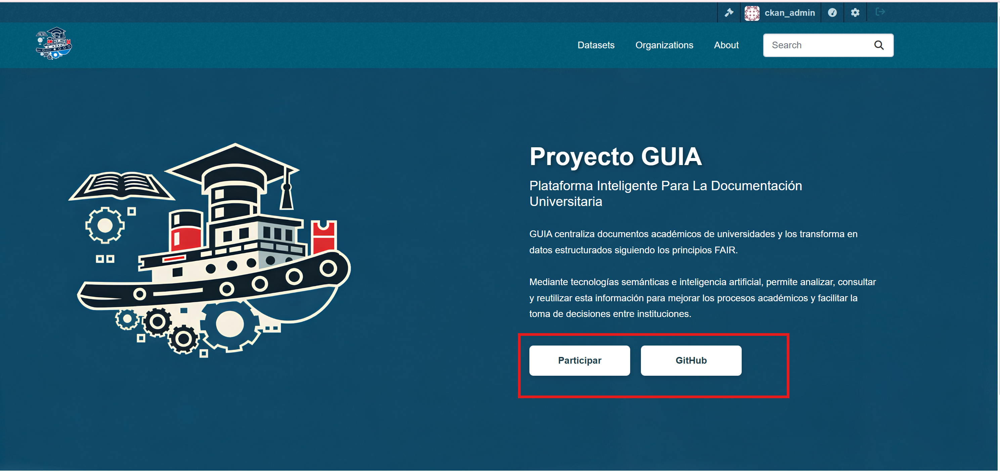 ckan_admin
Datasets Organizations About Search
Proyecto GUIA
Plataforma Inteligente Para La Documentación
Universitaria
GUIA centraliza documentos académicos de universidades y los transforma en
datos estructurados siguiendo los principios FAIR.
Mediante tecnologías semánticas e inteligencia artificial, permite analizar, consultar
y reutilizar esta información para mejorar los procesos académicos y facilitar la
toma de decisiones entre instituciones.
Participar GitHub